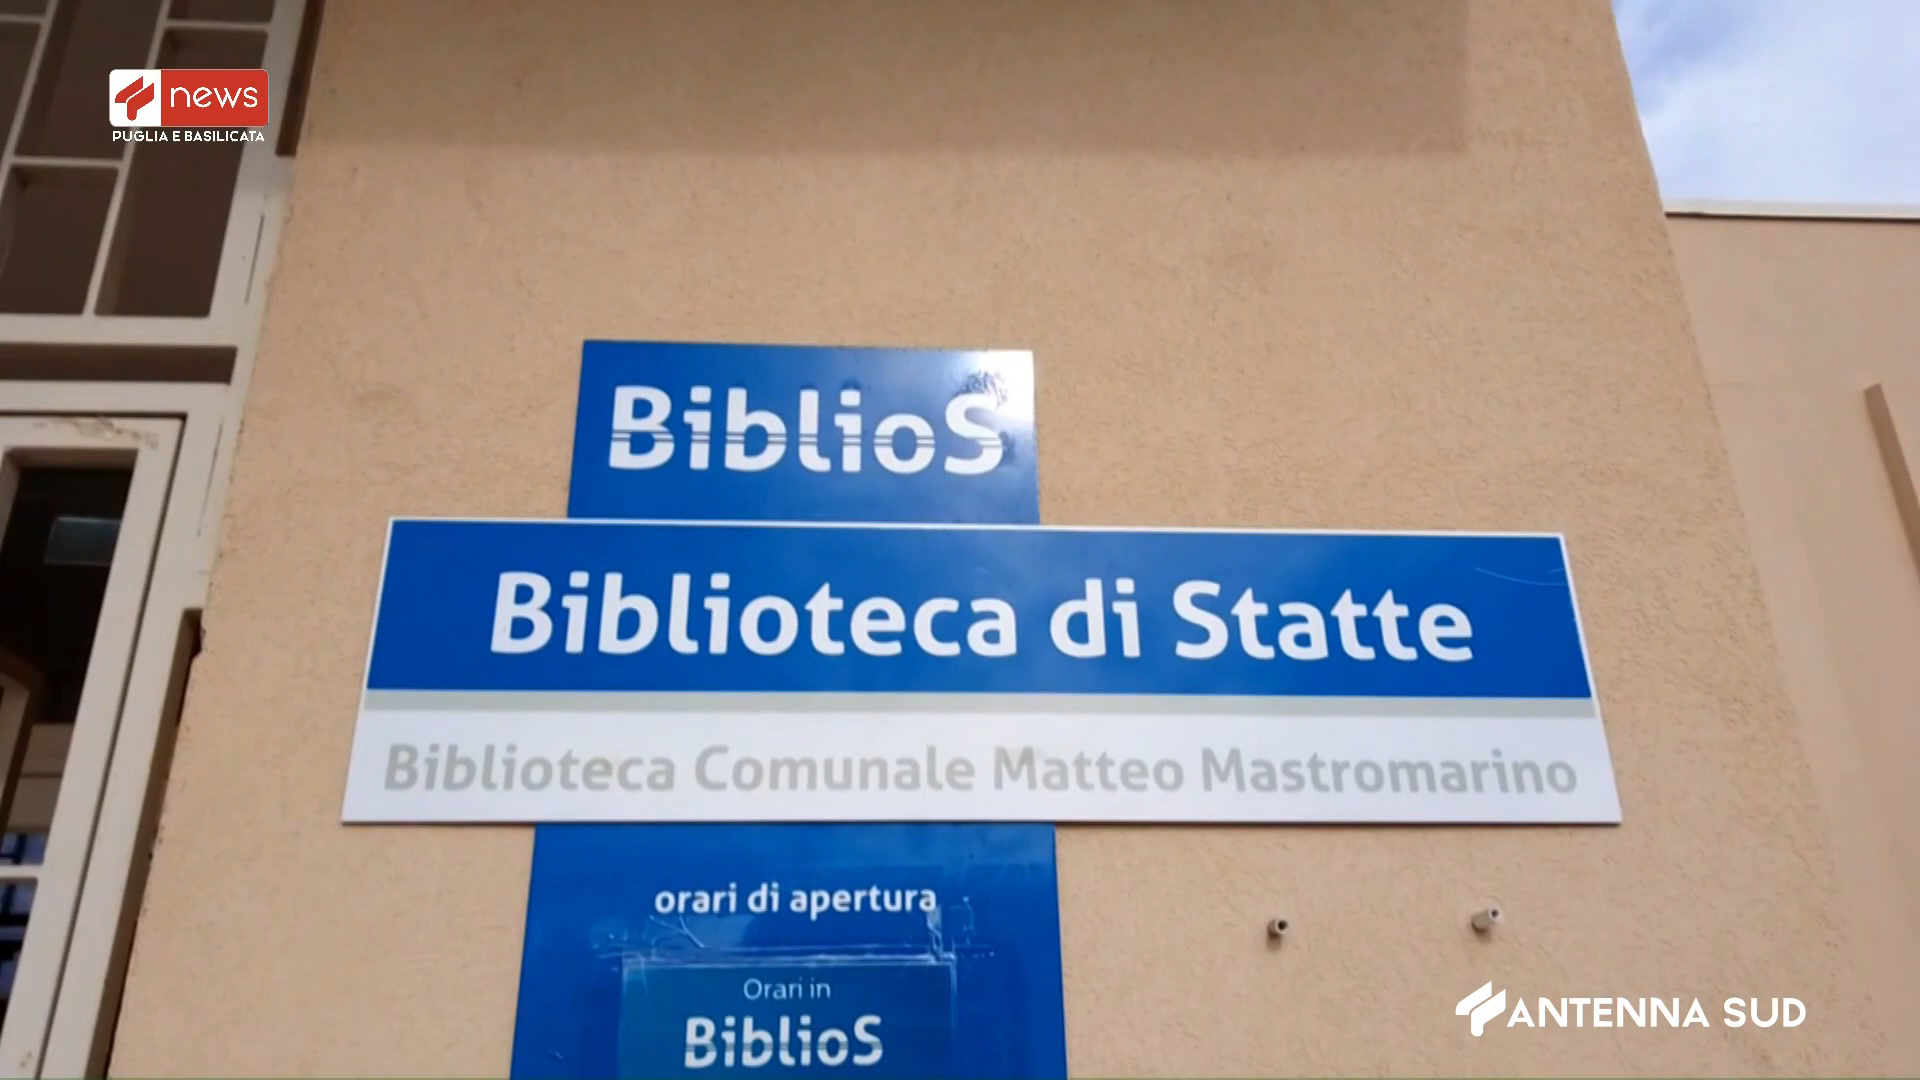 news
PUGLIA E BASILICATA
BiblioS
Biblioteca di Statte
Biblioteca Comunale Matteo Mastromarino
orari di apertura
Orari in
BiblioS
ANTENNA SUD